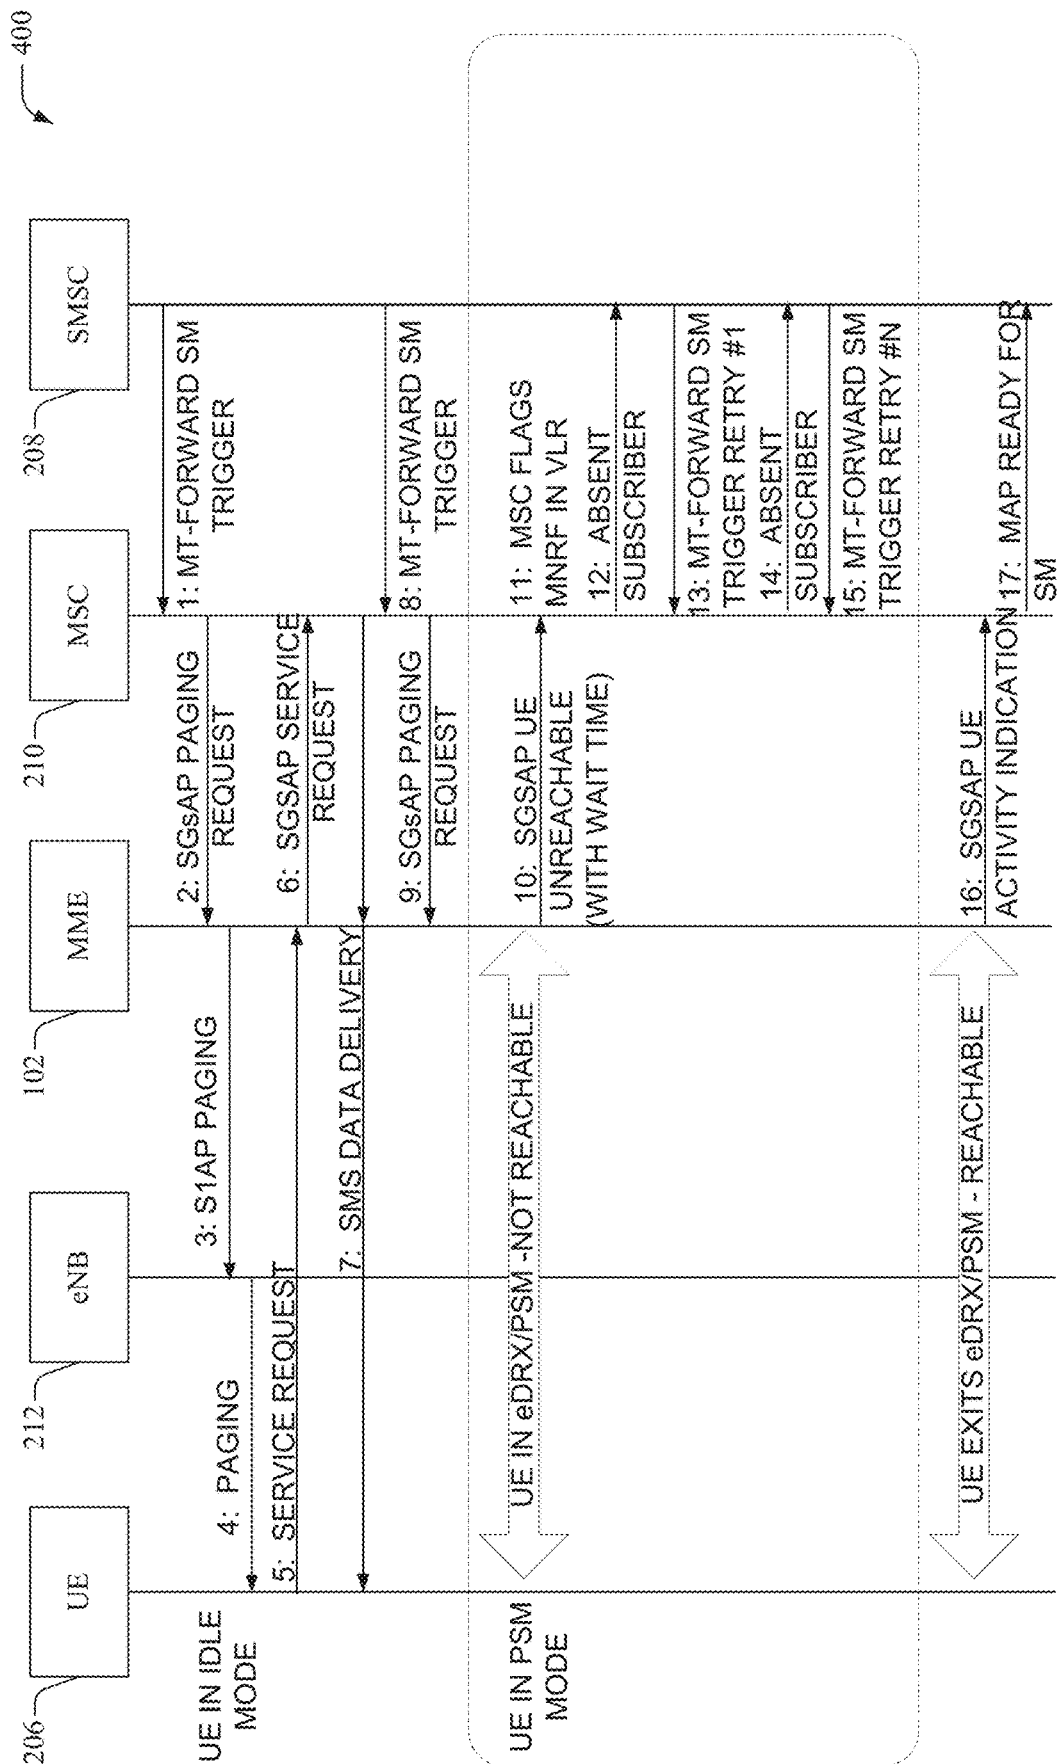 400
206
UE
212
eNB
102
MME
210
MSC
208
SMSC
UE IN IDLE
MODE
1: MT-FORWARD SM
TRIGGER
2: SGsAP PAGING
REQUEST
3: S1AP PAGING
4: PAGING
5: SERVICE REQUEST
6: SGSAP SERVICE
REQUEST
7: SMS DATA DELIVERY
8: MT-FORWARD SM
TRIGGER
9: SGsAP PAGING
REQUEST
UE IN PSM
MODE
UE IN eDRX/PSM -NOT REACHABLE
10: SGSAP UE
UNREACHABLE
(WITH WAIT TIME)
11: MSC FLAGS
MNRF IN VLR
12: ABSENT
SUBSCRIBER
13: MT-FORWARD SM
TRIGGER RETRY #1
14: ABSENT
SUBSCRIBER
15: MT-FORWARD SM
TRIGGER RETRY #N
UE EXITS eDRX/PSM - REACHABLE
16: SGSAP UE
ACTIVITY INDICATION
17: MAP READY FOR
SM